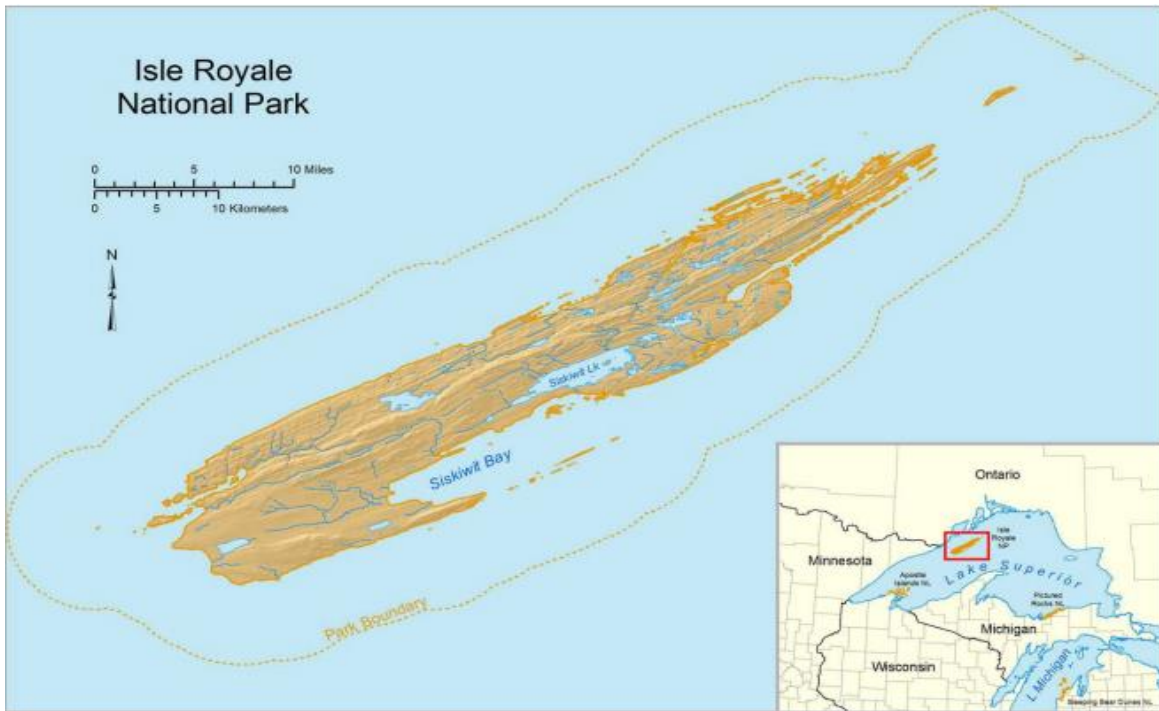 Isle Royale
National Park
0 5 10 Miles
0 5 10 Kilometers
N
Siskiwit Lk
Siskiwit Bay
Park Boundary
Ontario
Isle
Royale
NP
Minnesota
Lake Superior
Apostle
Islands NL
Pictured
Rocks NL
Michigan
Wisconsin
L Michigan
Sleeping Bear Dunes NL